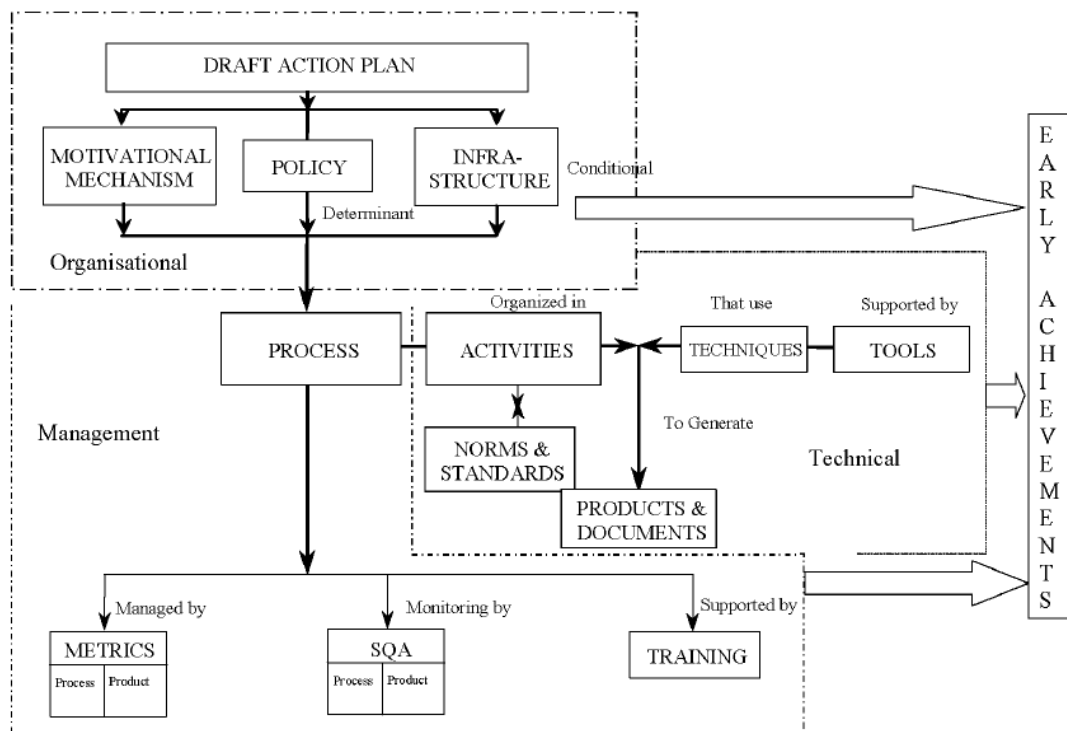 DRAFT ACTION PLAN
MOTIVATIONAL
MECHANISM
POLICY
INFRA-
STRUCTURE
Conditional
Determinant
Organisational
Organized in
That use
Supported by
PROCESS
ACTIVITIES
TECHNIQUES
TOOLS
Management
To Generate
NORMS &
STANDARDS
Technical
PRODUCTS &
DOCUMENTS
Managed by
Monitoring by
Supported by
METRICS
Process
Product
SQA
Process
Product
TRAINING
EARLY ACHIEVEMENTS